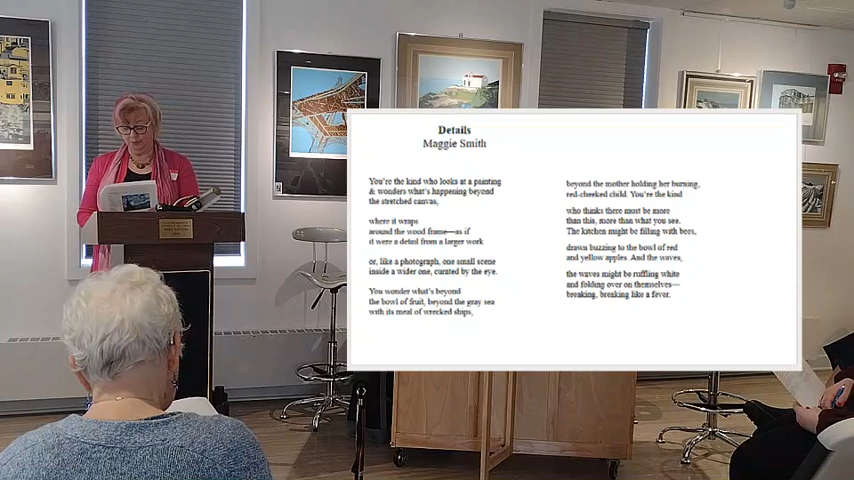 Details
Maggie Smith
You're the kind who looks at a painting
& wonders what's happening beyond
the stretched canvas,
where it wraps
around the wood frame—as if
it were a detail from a larger work
or, like a photograph, one small scene
inside a wider one, curated by the eye.
You wonder what's beyond
the bowl of fruit, beyond the gray sea
with its meal of wrecked ships,
beyond the mother holding her burning,
red-cheeked child. You're the kind
who thinks there must be more
than this, more than what you see.
The kitchen might be filling with bees,
drawn buzzing to the bowl of red
and yellow apples. And the waves,
the waves might be ruffling white
and folding over on themselves—
breaking, breaking like a fever.